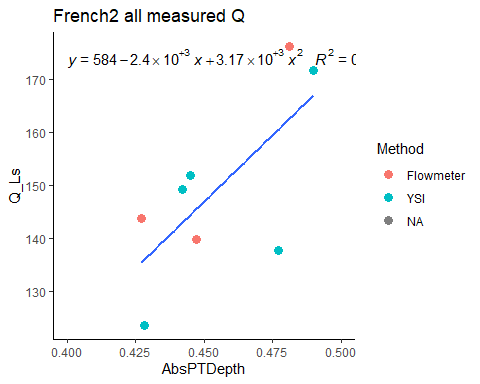 French2 all measured Q
y = 584 − 2.4 × 10⁺³ x + 3.17 × 10⁺³ x² R² = 0
170
160
150
140
130
Q_Ls
0.400 0.425 0.450 0.475 0.500
AbsPTDepth
Method
Flowmeter
YSI
NA